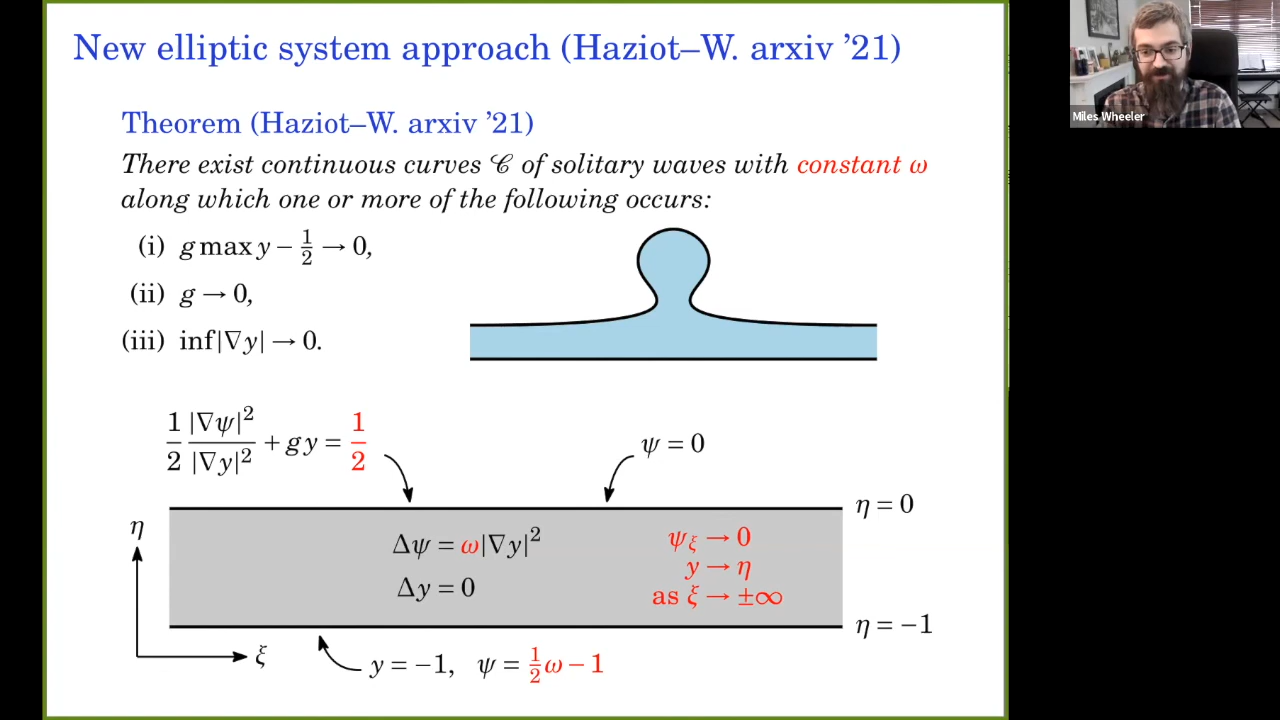 New elliptic system approach (Haziot–W. arxiv ’21)
Miles Wheeler
Theorem (Haziot–W. arxiv ’21)
There exist continuous curves 𝒞 of solitary waves with constant ω
along which one or more of the following occurs:
(i) g max y − 1/2 → 0,
(ii) g → 0,
(iii) inf|∇y| → 0.
1/2 |∇ψ|²/|∇y|² + gy = 1/2
ψ = 0
η = 0
η
Δψ = ω|∇y|²
Δy = 0
ψ_ξ → 0
y → η
as ξ → ±∞
η = −1
ξ
y = −1, ψ = 1/2 ω − 1